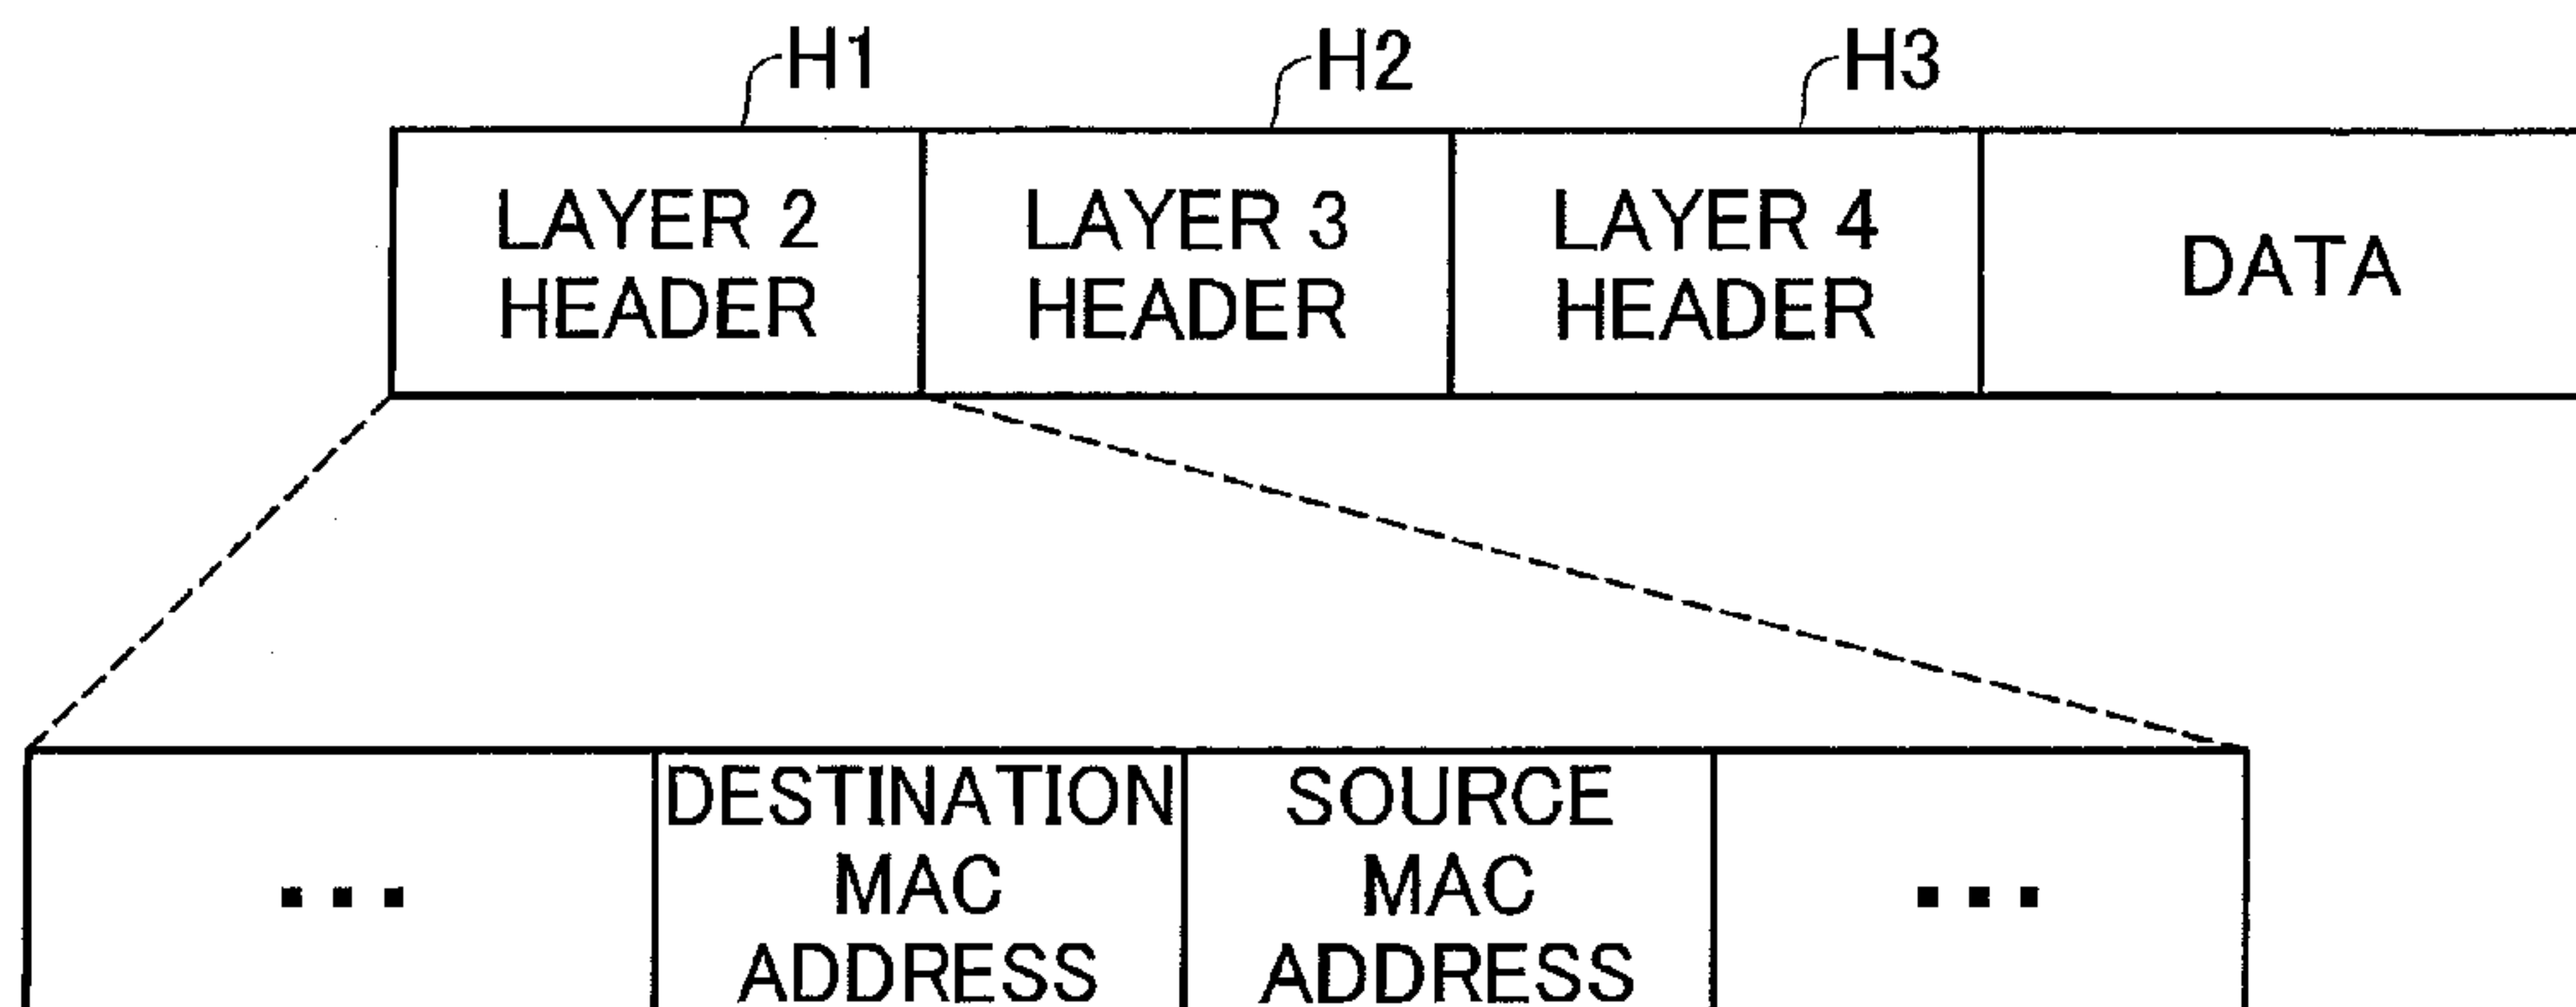 H1 H2 H3
LAYER 2 HEADER
LAYER 3 HEADER
LAYER 4 HEADER
DATA
...
DESTINATION MAC ADDRESS
SOURCE MAC ADDRESS
...